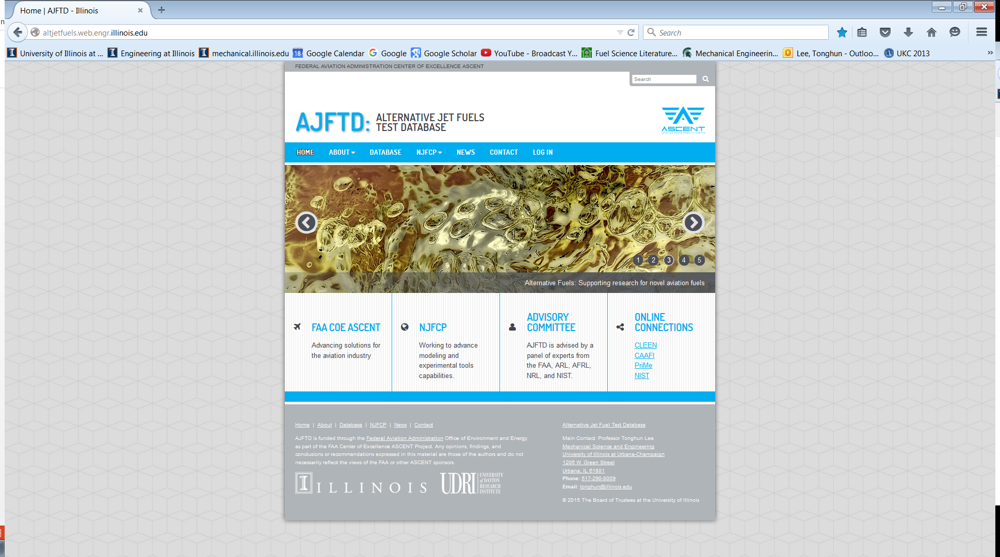 Home | AJFTD - Illinois
altjetfuels.web.engr.illinois.edu
Search
University of Illinois at ...
Engineering at Illinois
mechanical.illinois.edu
18
Google Calendar
Google
Google Scholar
YouTube - Broadcast Y...
Fuel Science Literature...
Mechanical Engineerin...
Lee, Tonghun - Outloo...
UKC 2013
FEDERAL AVIATION ADMINISTRATION CENTER OF EXCELLENCE ASCENT
Search
AJFTD:
ALTERNATIVE JET FUELS
TEST DATABASE
ASCENT
AVIATION SUSTAINABILITY CENTER
HOME ABOUT DATABASE NJFCP NEWS CONTACT LOG IN
1 2 3 4 5
Alternative Fuels: Supporting research for novel aviation fuels
FAA COE ASCENT
Advancing solutions for
the aviation industry
NJFCP
Working to advance
modeling and
experimental tools
capabilities.
ADVISORY
COMMITTEE
AJFTD is advised by a
panel of experts from
the FAA, ARL, AFRL,
NRL, and NIST.
ONLINE
CONNECTIONS
CLEEN
CAAFI
PriMe
NIST
Home | About | Database | NJFCP | News | Contact
AJFTD is funded through the Federal Aviation Administration Office of Environment and Energy
as part of the FAA Center of Excellence ASCENT Project. Any opinions, findings, and
conclusions or recommendations expressed in this material are those of the authors and do not
necessarily reflect the views of the FAA or other ASCENT sponsors.
I ILLINOIS
UDRI
UNIVERSITY
of DAYTON
RESEARCH
INSTITUTE
Alternative Jet Fuel Test Database
Main Contact: Professor Tonghun Lee
Mechanical Science and Engineering
University of Illinois at Urbana-Champaign
1206 W. Green Street
Urbana, IL 61801
Phone: 517-290-8009
Email: tonghun@illinois.edu
© 2015 The Board of Trustees at the University of Illinois